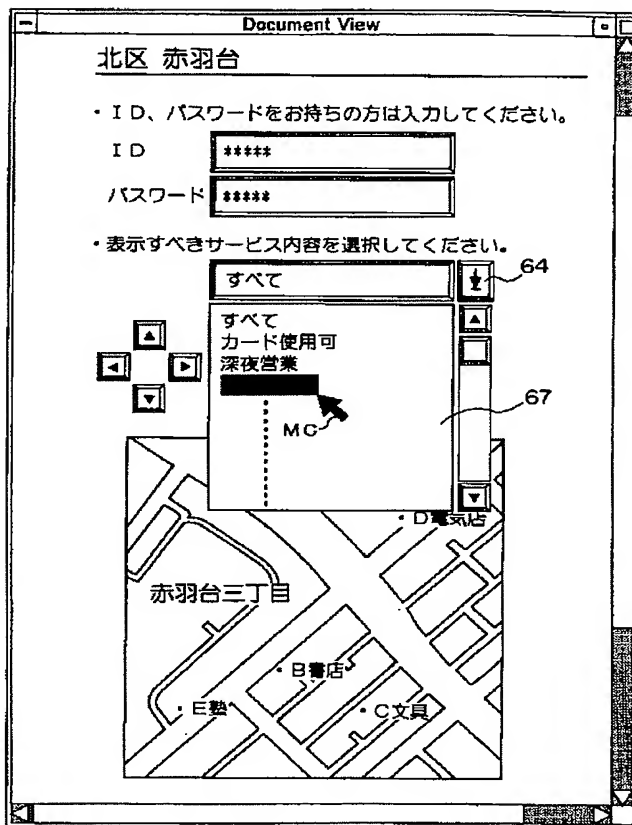 Document View
北区 赤羽台
・ID、パスワードをお持ちの方は入力してください。
ID *****
パスワード *****
・表示すべきサービス内容を選択してください。
すべて
64
すべて
カード使用可
深夜営業
MC
67
・D電気店
赤羽台三丁目
・B書店
・E塾
・C文具